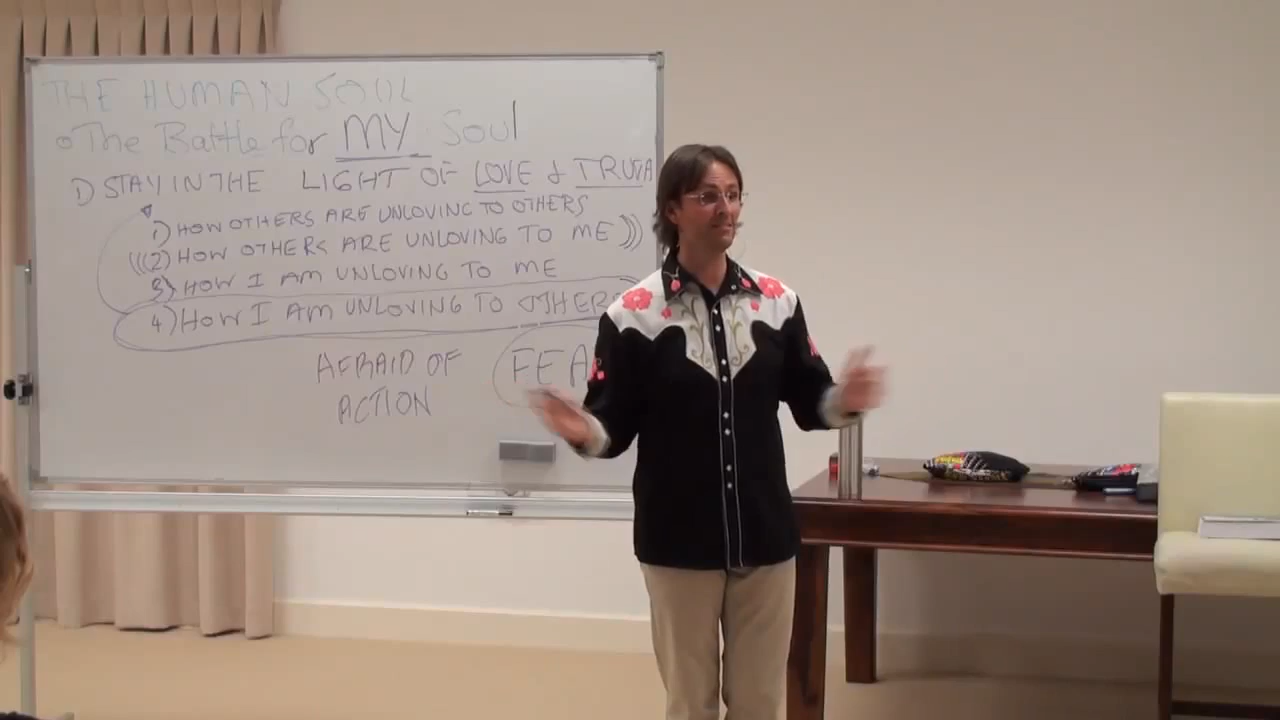 THE HUMAN SOUL
The Battle for MY Soul
1) STAY IN THE LIGHT OF LOVE & TRUTH
1) HOW OTHERS ARE UNLOVING TO OTHERS
(((2) HOW OTHERS ARE UNLOVING TO ME)))
3) HOW I AM UNLOVING TO ME
4) HOW I AM UNLOVING TO OTHER
AFRAID OF FEA
ACTION